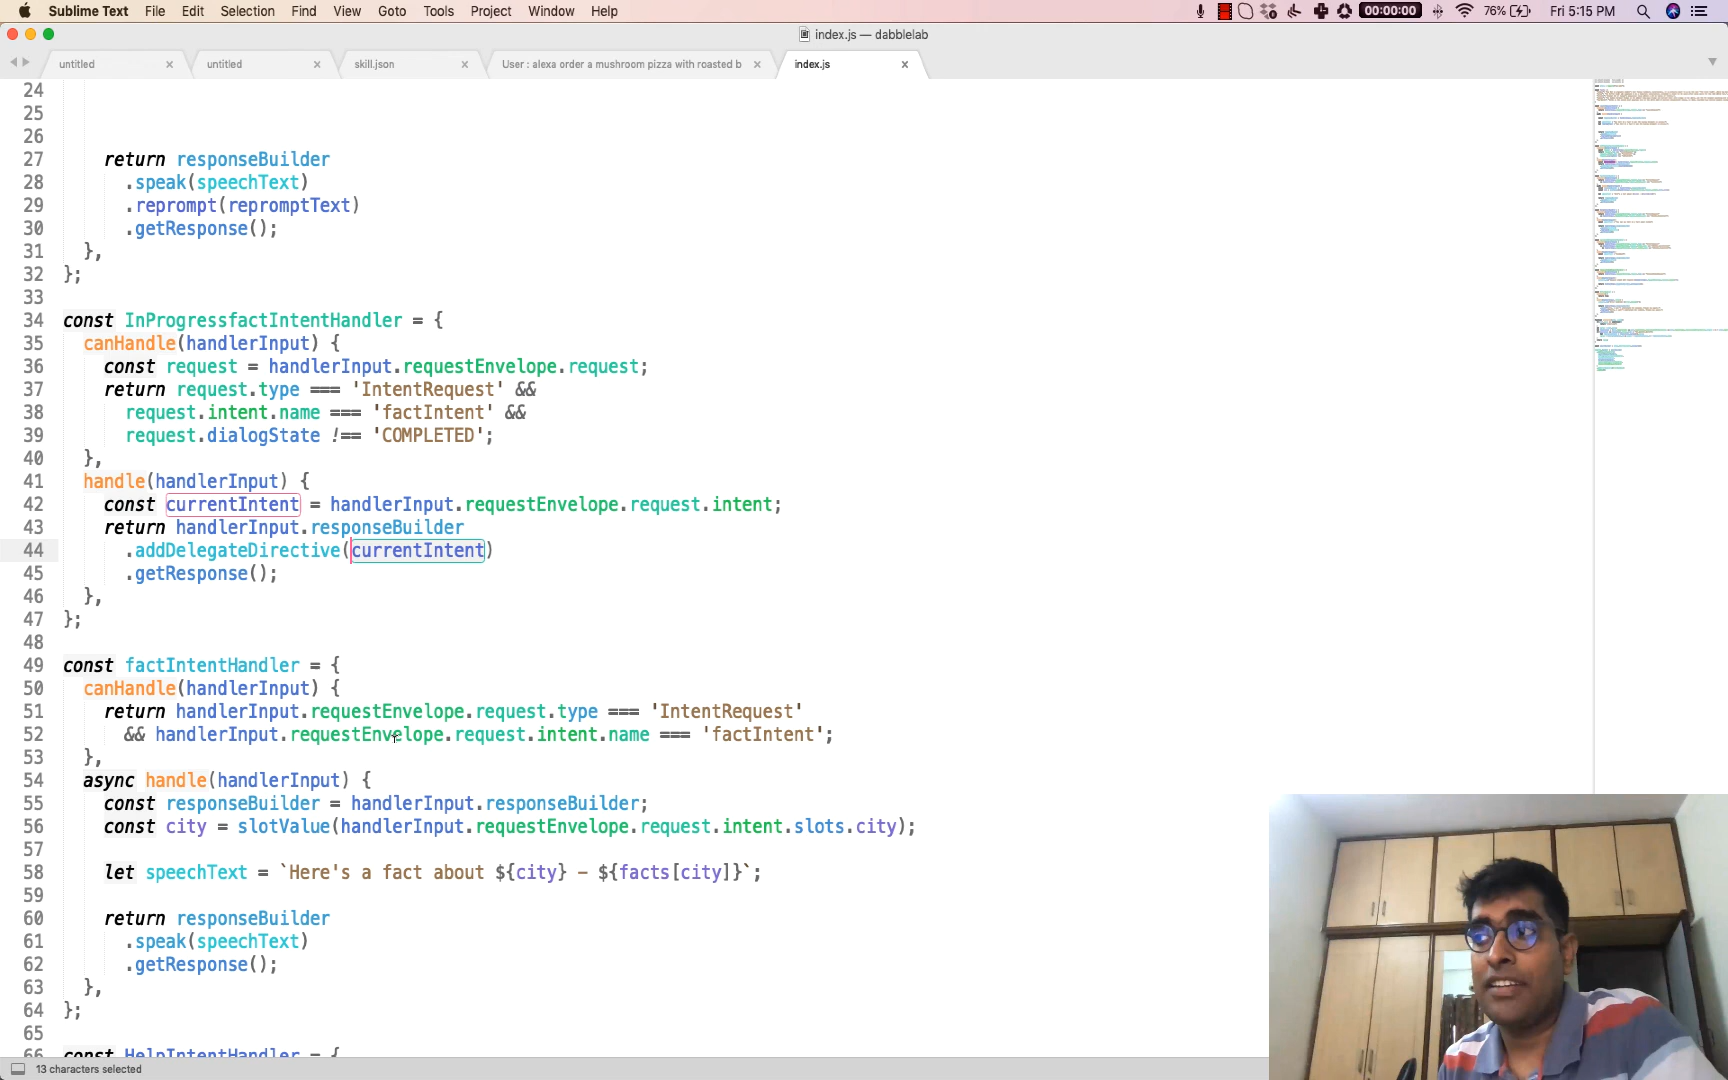 Sublime Text File Edit Selection Find View Goto Tools Project Window Help 00:00:00 76% Fri 5:15 PM
index.js — dabblelab
untitled untitled skill.json User : alexa order a mushroom pizza with roasted b index.js
24
25
26
27 return responseBuilder
28 .speak(speechText)
29 .reprompt(repromptText)
30 .getResponse();
31 },
32 };
33
34 const InProgressfactIntentHandler = {
35 canHandle(handlerInput) {
36 const request = handlerInput.requestEnvelope.request;
37 return request.type === 'IntentRequest' &&
38 request.intent.name === 'factIntent' &&
39 request.dialogState !== 'COMPLETED';
40 },
41 handle(handlerInput) {
42 const currentIntent = handlerInput.requestEnvelope.request.intent;
43 return handlerInput.responseBuilder
44 .addDelegateDirective(currentIntent)
45 .getResponse();
46 },
47 };
48
49 const factIntentHandler = {
50 canHandle(handlerInput) {
51 return handlerInput.requestEnvelope.request.type === 'IntentRequest'
52 && handlerInput.requestEnvelope.request.intent.name === 'factIntent';
53 },
54 async handle(handlerInput) {
55 const responseBuilder = handlerInput.responseBuilder;
56 const city = slotValue(handlerInput.requestEnvelope.request.intent.slots.city);
57
58 let speechText = `Here's a fact about ${city} - ${facts[city]}`;
59
60 return responseBuilder
61 .speak(speechText)
62 .getResponse();
63 },
64 };
65
66 const HelpIntentHandler = {
13 characters selected